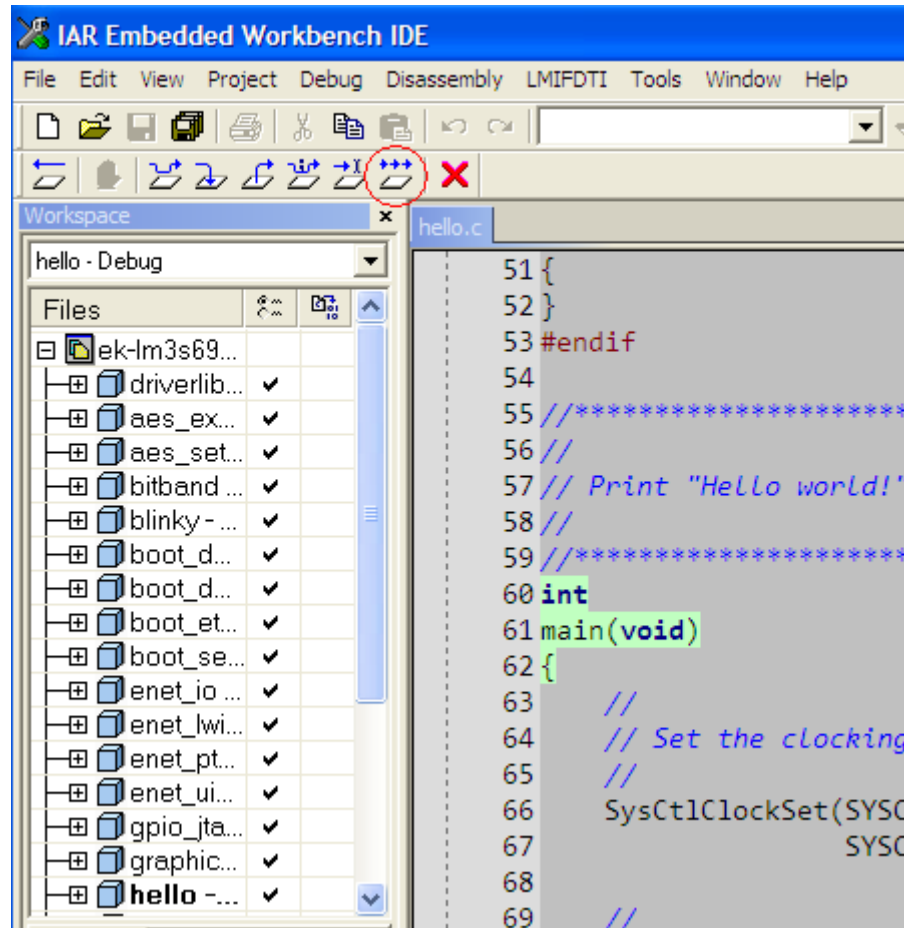 IAR Embedded Workbench IDE
File Edit View Project Debug Disassembly LMIFDTI Tools Window Help
Workspace
hello - Debug
Files
ek-lm3s69...
driverlib...
aes_ex...
aes_set...
bitband ...
blinky - ...
boot_d...
boot_d...
boot_et...
boot_se...
enet_io ...
enet_lwi...
enet_pt...
enet_ui...
gpio_jta...
graphic...
hello -...
hello.c
51 {
52 }
53 #endif
54
55 //**********************
56 //
57 // Print "Hello world!"
58 //
59 //**********************
60 int
61 main(void)
62 {
63 //
64 // Set the clocking
65 //
66 SysCtlClockSet(SYSC
67 SYSC
68
69 //